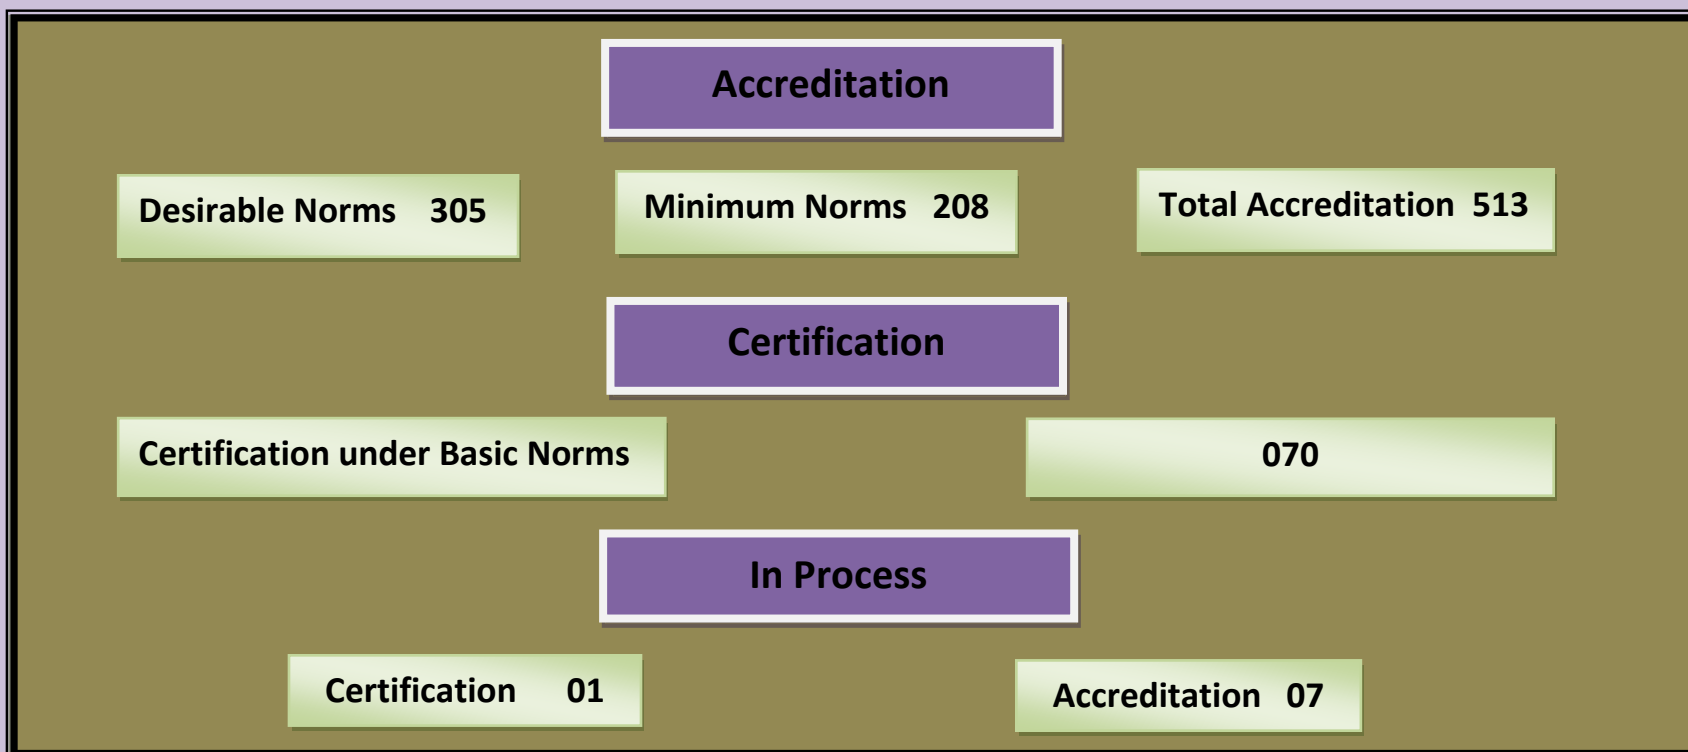 Accreditation
Desirable Norms 305
Minimum Norms 208
Total Accreditation 513
Certification
Certification under Basic Norms
070
In Process
Certification 01
Accreditation 07